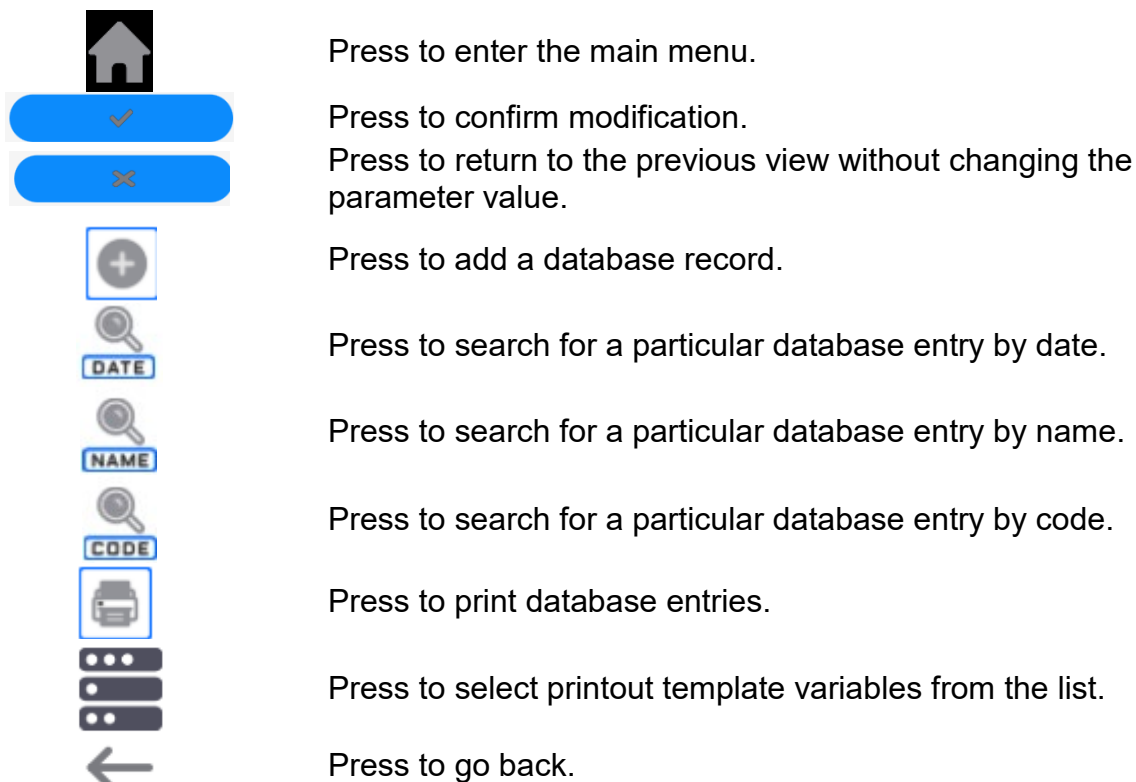 Press to enter the main menu.
Press to confirm modification.
Press to return to the previous view without changing the
parameter value.
Press to add a database record.
DATE
Press to search for a particular database entry by date.
NAME
Press to search for a particular database entry by name.
CODE
Press to search for a particular database entry by code.
Press to print database entries.
Press to select printout template variables from the list.
Press to go back.